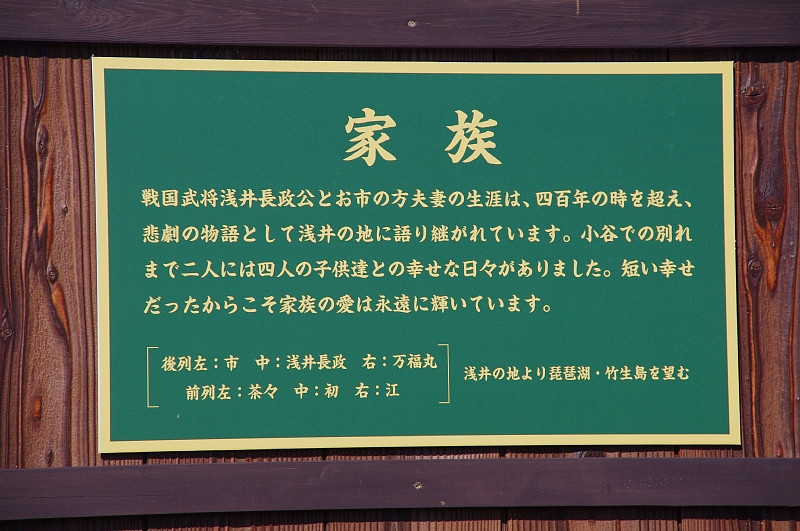 家族
戦国武将浅井長政公とお市の方夫妻の生涯は、四百年の時を超え、
悲劇の物語として浅井の地に語り継がれています。小谷での別れ
まで二人には四人の子供達との幸せな日々がありました。短い幸せ
だったからこそ家族の愛は永遠に輝いています。
後列左：市　中：浅井長政　右：万福丸
前列左：茶々　中：初　右：江
浅井の地より琵琶湖・竹生島を望む